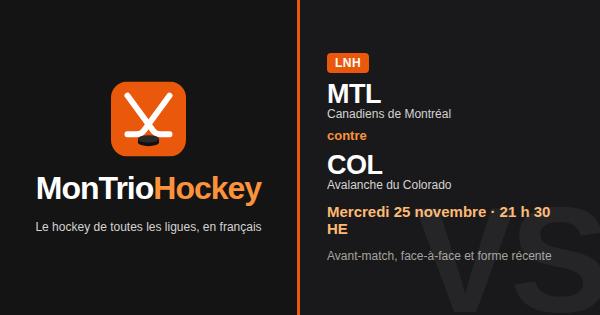 MonTrioHockey
Le hockey de toutes les ligues, en français
LNH
MTL
Canadiens de Montréal
contre
COL
Avalanche du Colorado
Mercredi 25 novembre · 21 h 30
HE
Avant-match, face-à-face et forme récente
VS